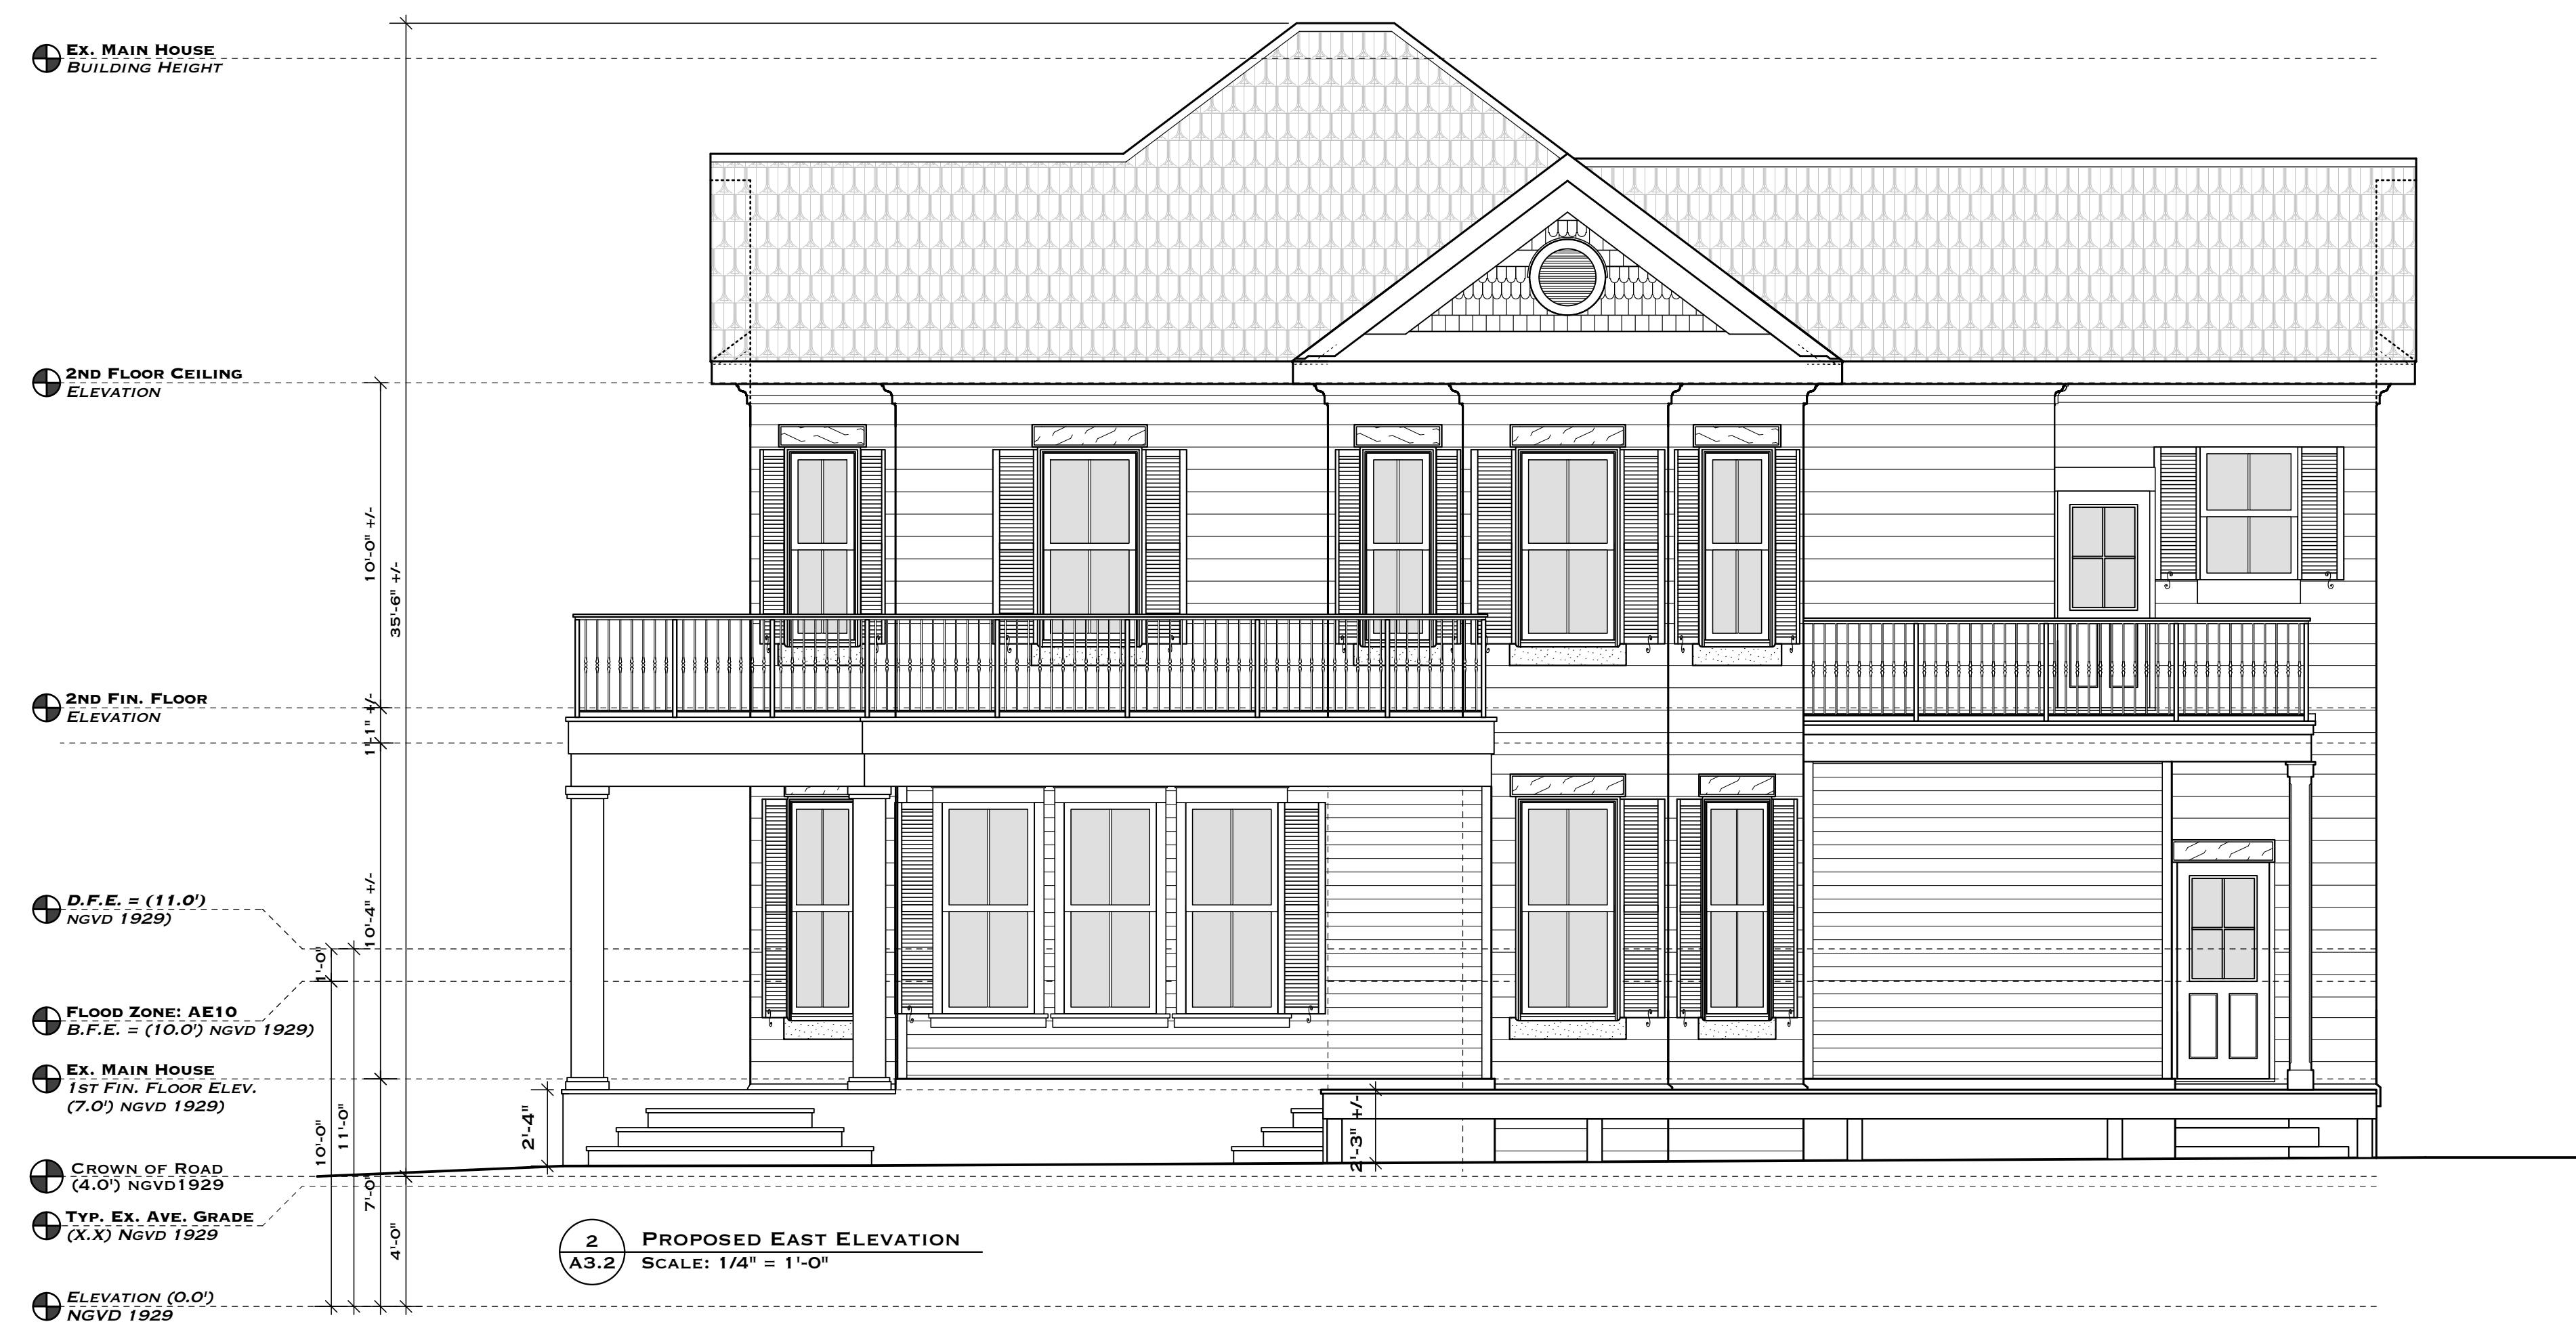 Ex. Main House
Building Height
2nd Floor Ceiling
Elevation
10'-0" +/-
35'-6" +/-
2nd Fin. Floor
Elevation
1'-1" +/-
D.F.E. = (11.0')
NGVD 1929)
10'-4" +/-
1'-0"
Flood Zone: AE10
B.F.E. = (10.0') NGVD 1929)
Ex. Main House
1st Fin. Floor Elev.
(7.0') NGVD 1929)
10'-0"
11'-0"
2'-4"
2'-3" +/-
Crown of Road
(4.0') NGVD1929
7'-0"
Typ. Ex. Ave. Grade
(X.X) NGVD 1929
4'-0"
2
A3.2
Proposed East Elevation
Scale: 1/4" = 1'-0"
Elevation (0.0')
NGVD 1929